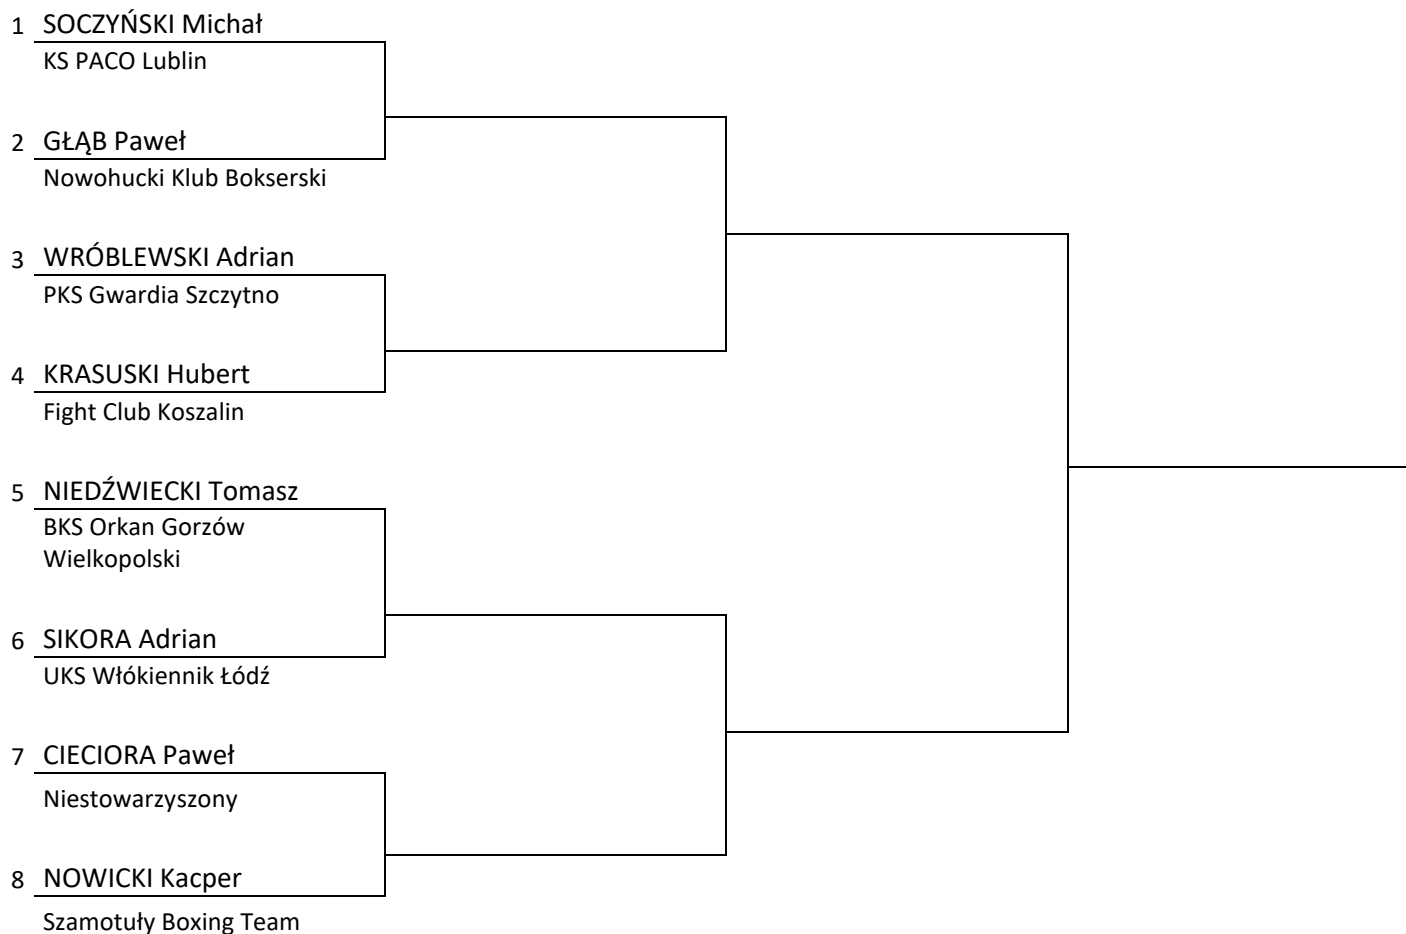 1 SOCZYŃSKI Michał
KS PACO Lublin
2 GŁĄB Paweł
Nowohucki Klub Bokserski
3 WRÓBLEWSKI Adrian
PKS Gwardia Szczytno
4 KRASUSKI Hubert
Fight Club Koszalin
5 NIEDŹWIECKI Tomasz
BKS Orkan Gorzów
Wielkopolski
6 SIKORA Adrian
UKS Włókiennik Łódź
7 CIECIORA Paweł
Niestowarzyszony
8 NOWICKI Kacper
Szamotuły Boxing Team